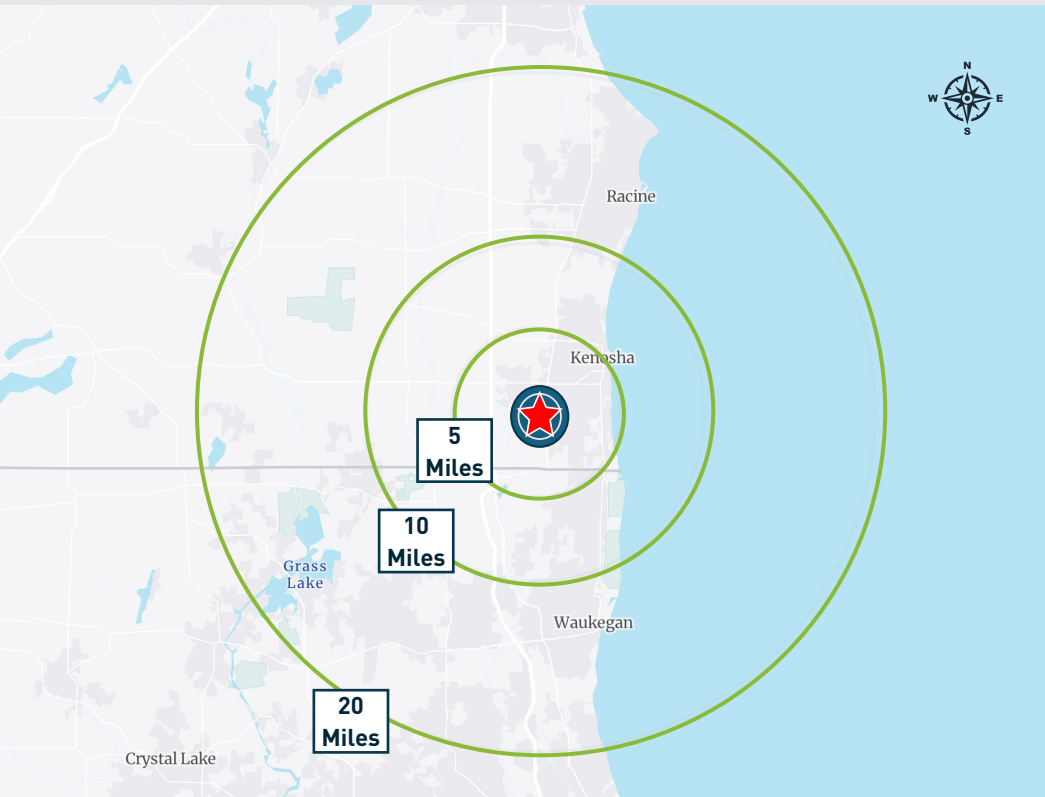 N
W E
S
Racine
Kenosha
5
Miles
10
Miles
Grass
Lake
Waukegan
20
Miles
Crystal Lake